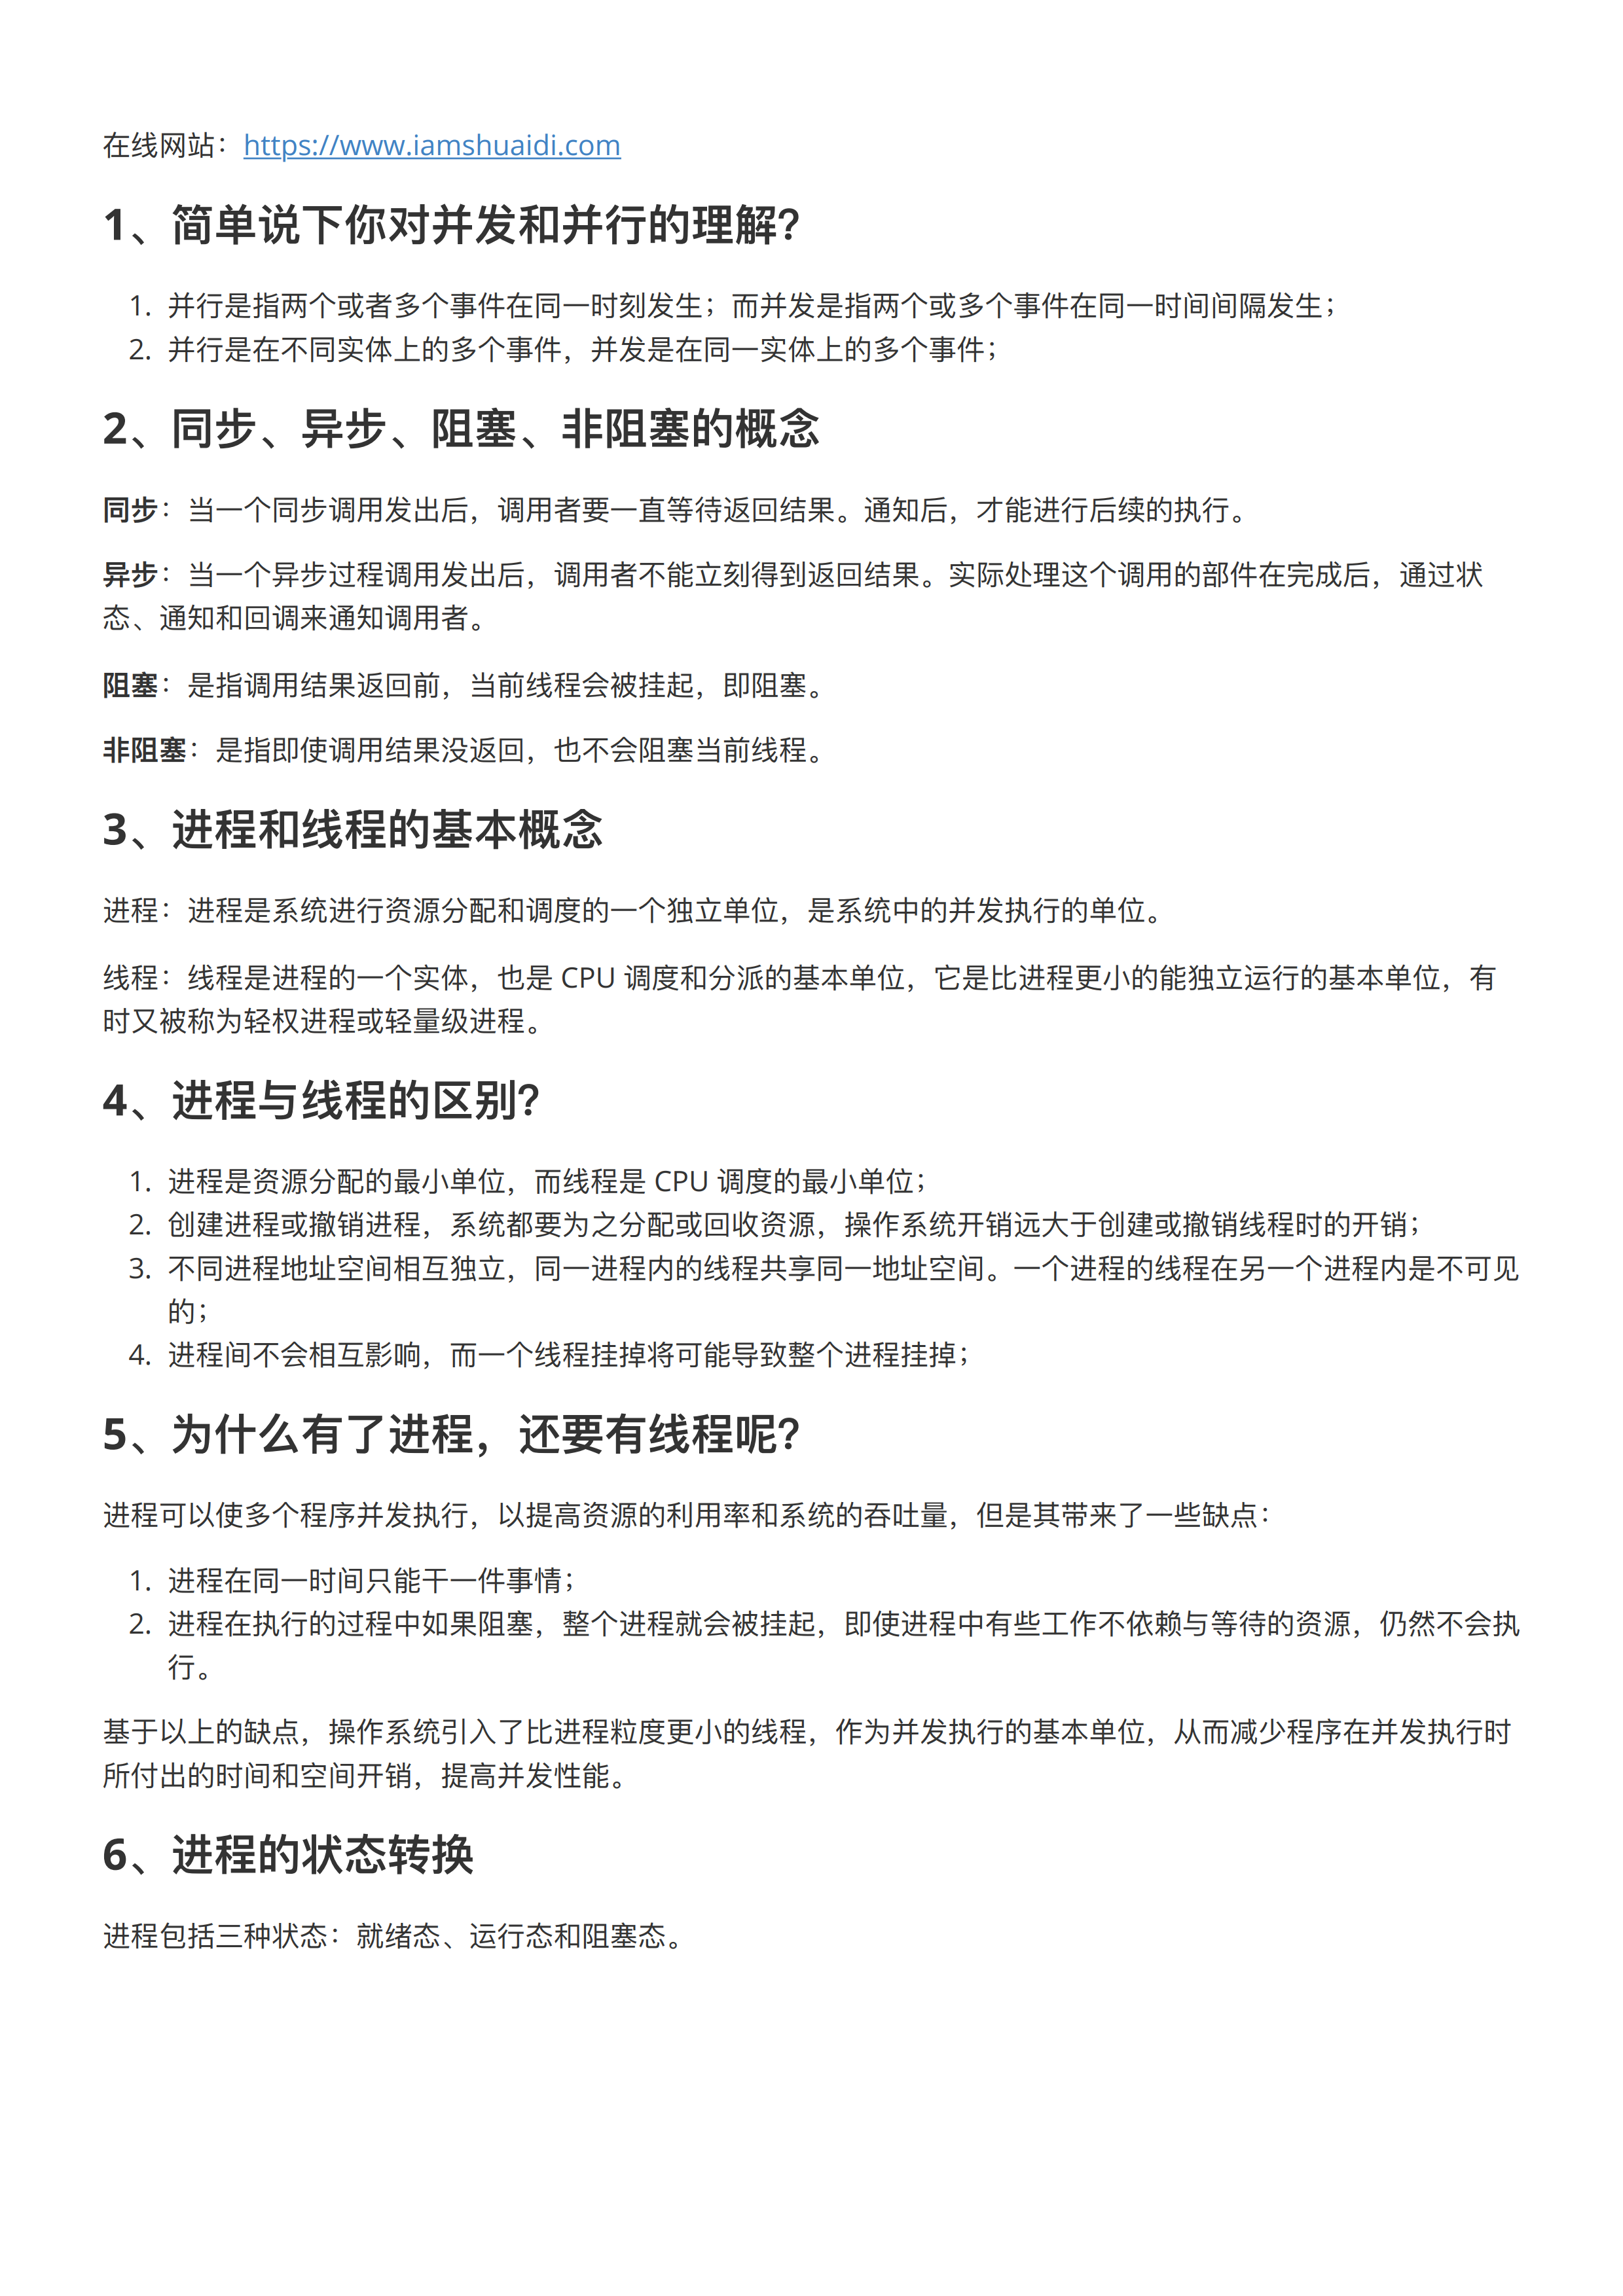 在线网站：https://www.iamshuaidi.com
1、简单说下你对并发和并行的理解?
1. 并行是指两个或者多个事件在同一时刻发生；而并发是指两个或多个事件在同一时间间隔发生；
2. 并行是在不同实体上的多个事件，并发是在同一实体上的多个事件；
2、同步、异步、阻塞、非阻塞的概念
同步：当一个同步调用发出后，调用者要一直等待返回结果。通知后，才能进行后续的执行。
异步：当一个异步过程调用发出后，调用者不能立刻得到返回结果。实际处理这个调用的部件在完成后，通过状
态、通知和回调来通知调用者。
阻塞：是指调用结果返回前，当前线程会被挂起，即阻塞。
非阻塞：是指即使调用结果没返回，也不会阻塞当前线程。
3、进程和线程的基本概念
进程：进程是系统进行资源分配和调度的一个独立单位，是系统中的并发执行的单位。
线程：线程是进程的一个实体，也是 CPU 调度和分派的基本单位，它是比进程更小的能独立运行的基本单位，有
时又被称为轻权进程或轻量级进程。
4、进程与线程的区别?
1. 进程是资源分配的最小单位，而线程是 CPU 调度的最小单位；
2. 创建进程或撤销进程，系统都要为之分配或回收资源，操作系统开销远大于创建或撤销线程时的开销；
3. 不同进程地址空间相互独立，同一进程内的线程共享同一地址空间。一个进程的线程在另一个进程内是不可见
的；
4. 进程间不会相互影响，而一个线程挂掉将可能导致整个进程挂掉；
5、为什么有了进程，还要有线程呢?
进程可以使多个程序并发执行，以提高资源的利用率和系统的吞吐量，但是其带来了一些缺点：
1. 进程在同一时间只能干一件事情；
2. 进程在执行的过程中如果阻塞，整个进程就会被挂起，即使进程中有些工作不依赖与等待的资源，仍然不会执
行。
基于以上的缺点，操作系统引入了比进程粒度更小的线程，作为并发执行的基本单位，从而减少程序在并发执行时
所付出的时间和空间开销，提高并发性能。
6、进程的状态转换
进程包括三种状态：就绪态、运行态和阻塞态。